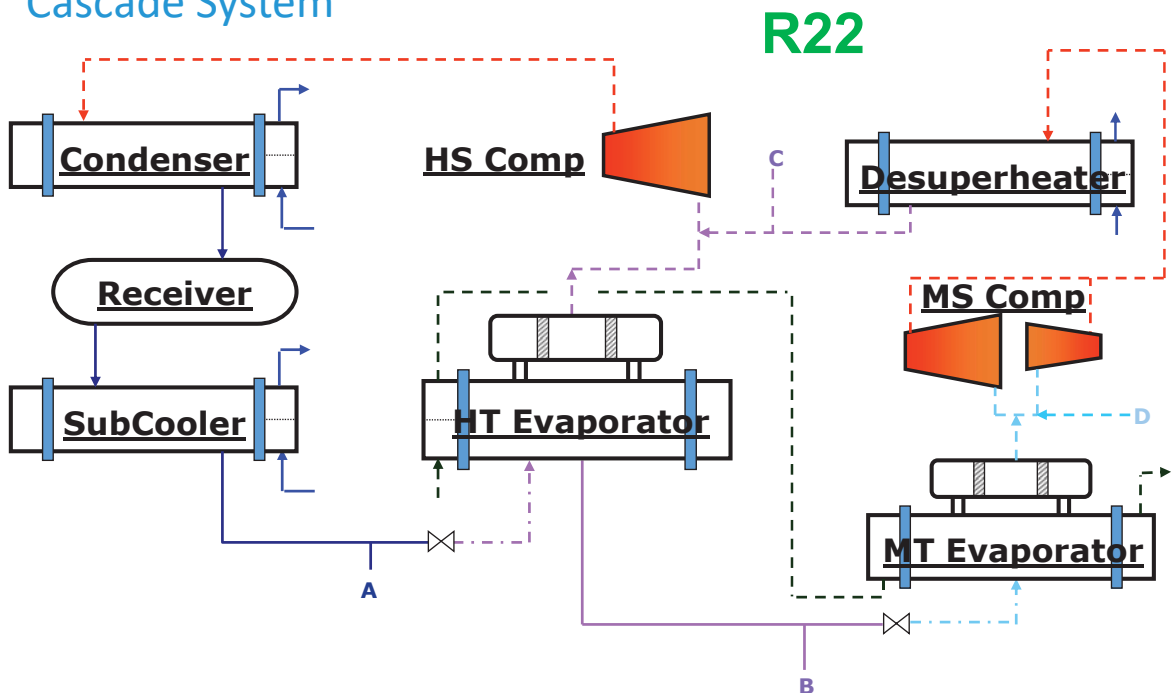 Cascade System
R22
Condenser
HS Comp
C
Desuperheater
Receiver
MS Comp
SubCooler
HT Evaporator
D
MT Evaporator
A
B